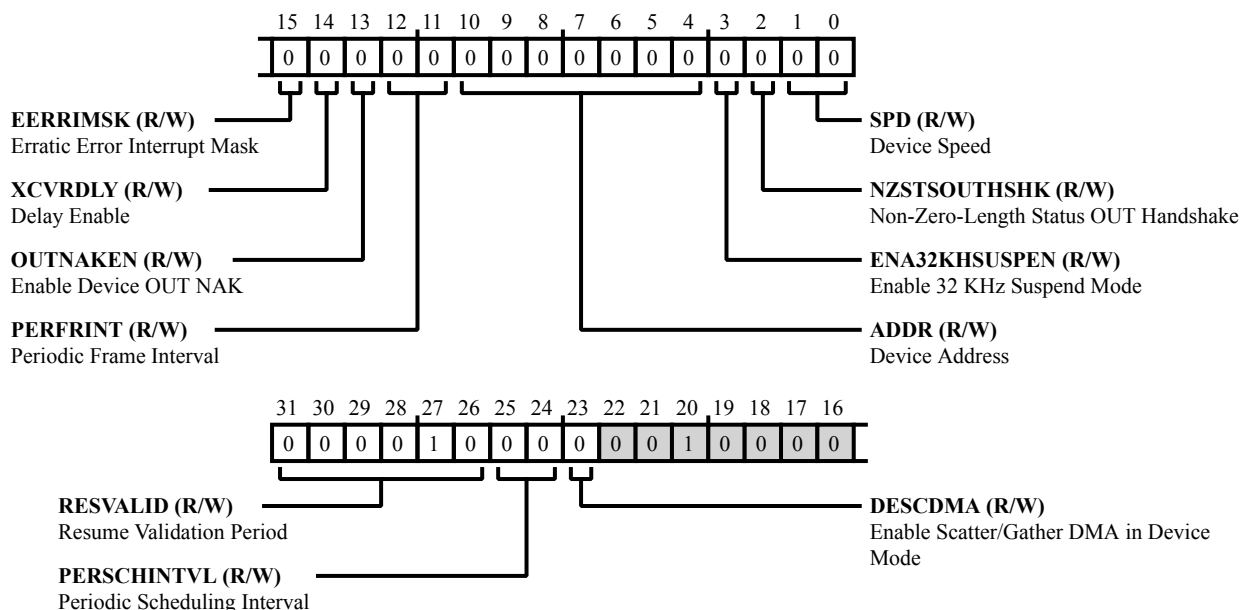 15 14 13 12 11 10 9 8 7 6 5 4 3 2 1 0
0 0 0 0 0 0 0 0 0 0 0 0 0 0 0 0
EERRIMSK (R/W)
Erratic Error Interrupt Mask
XCVRDLY (R/W)
Delay Enable
OUTNAKEN (R/W)
Enable Device OUT NAK
PERFRINT (R/W)
Periodic Frame Interval
SPD (R/W)
Device Speed
NZSTSOUTHSHK (R/W)
Non-Zero-Length Status OUT Handshake
ENA32KHSUSPEN (R/W)
Enable 32 KHz Suspend Mode
ADDR (R/W)
Device Address
31 30 29 28 27 26 25 24 23 22 21 20 19 18 17 16
0 0 0 0 1 0 0 0 0 0 0 1 0 0 0 0
RESVALID (R/W)
Resume Validation Period
PERSCHINTVL (R/W)
Periodic Scheduling Interval
DESCDMA (R/W)
Enable Scatter/Gather DMA in Device
Mode